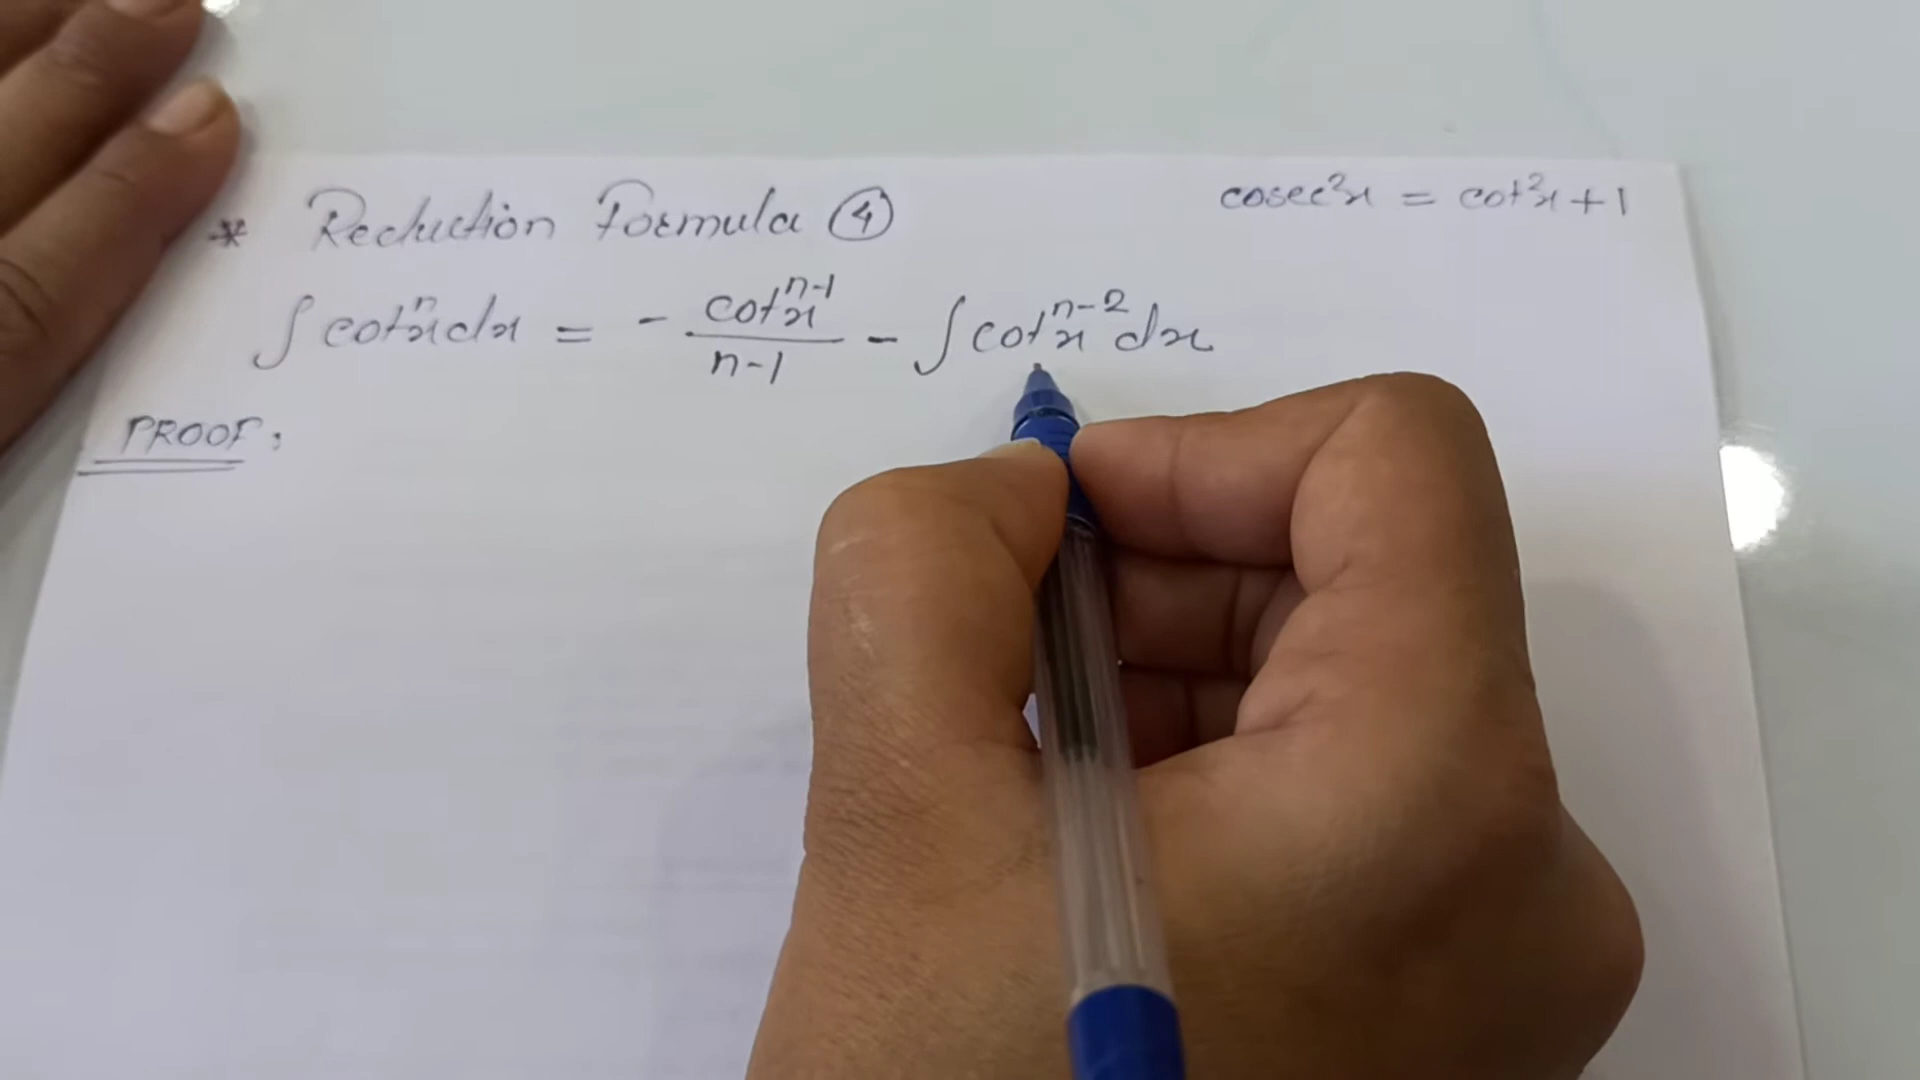 * Reduction Formula ④
cosec²x = cot²x + 1
∫ cotⁿx dx = - cotⁿ⁻¹x / n-1 - ∫ cotⁿ⁻²x dx
PROOF: